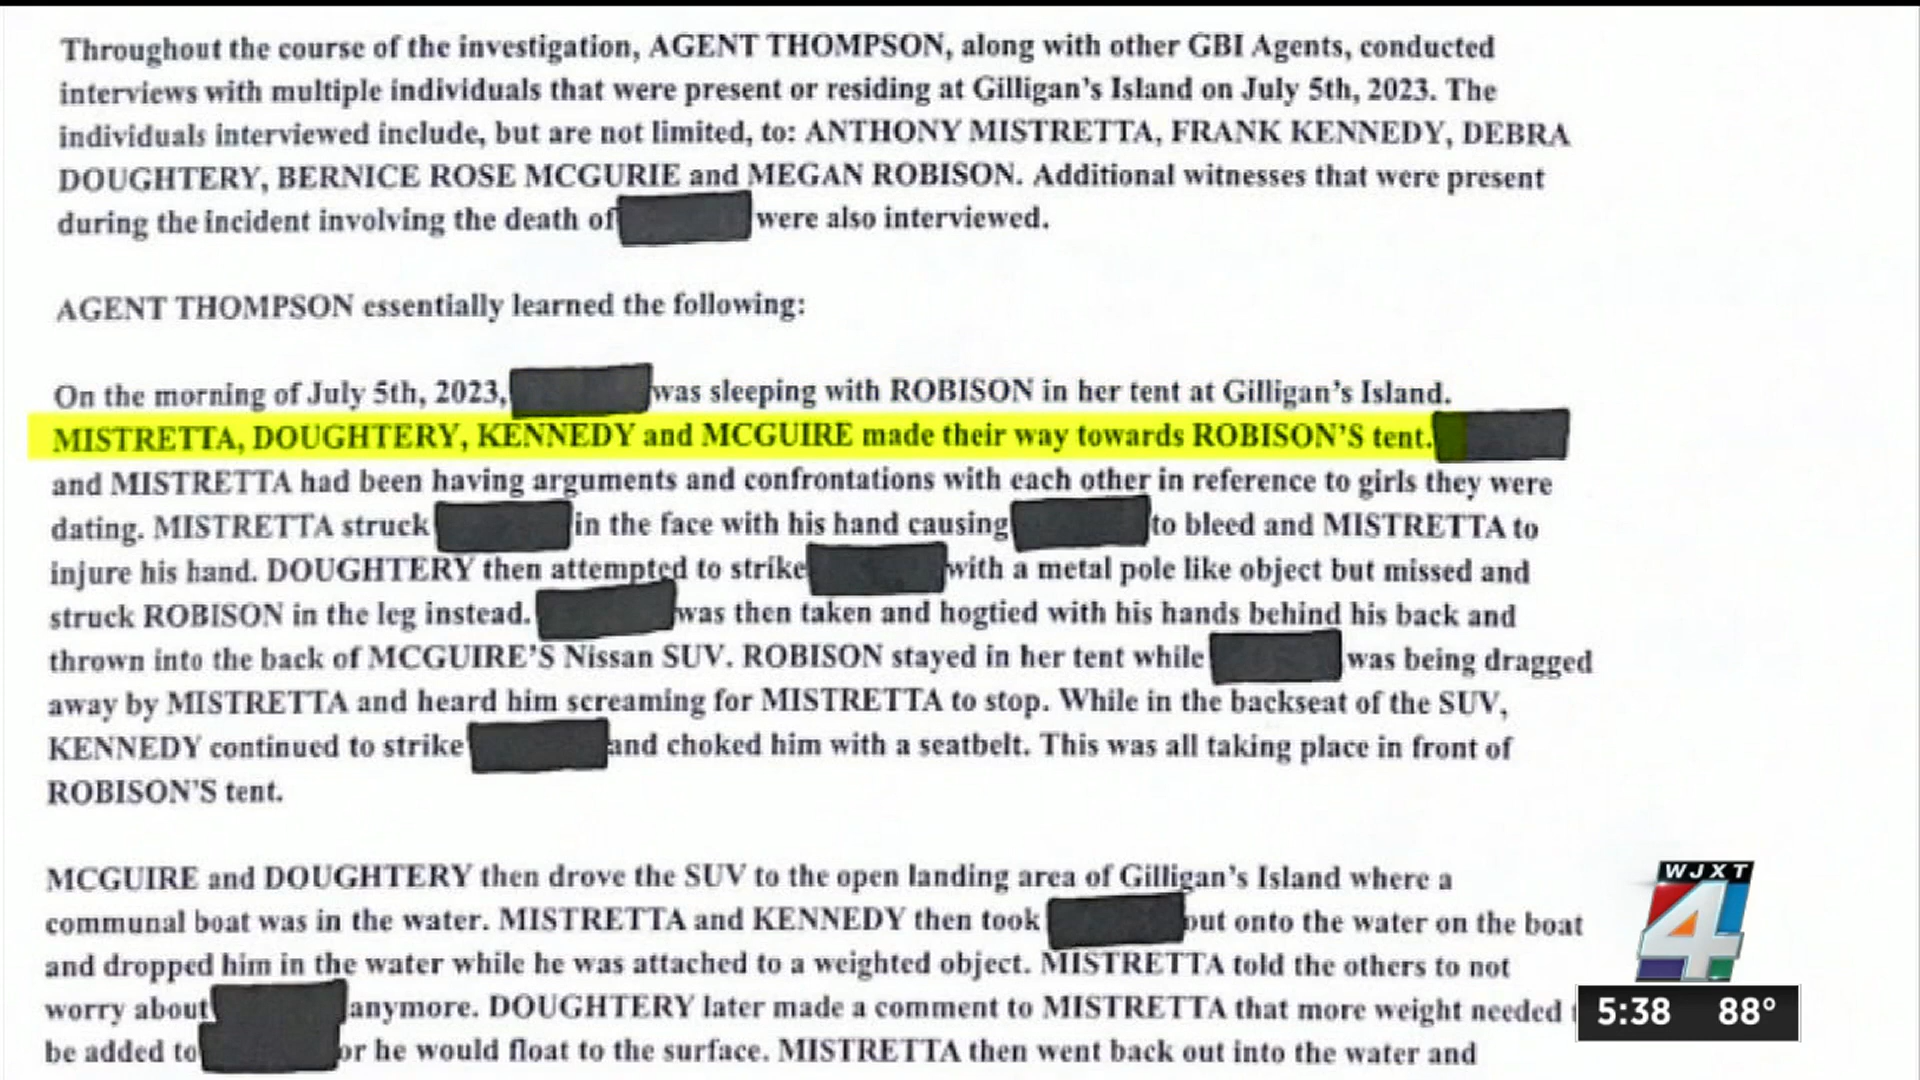 Throughout the course of the investigation, AGENT THOMPSON, along with other GBI Agents, conducted
interviews with multiple individuals that were present or residing at Gilligan's Island on July 5th, 2023. The
individuals interviewed include, but are not limited, to: ANTHONY MISTRETTA, FRANK KENNEDY, DEBRA
DOUGHTERY, BERNICE ROSE MCGURIE and MEGAN ROBISON. Additional witnesses that were present
during the incident involving the death of were also interviewed.
AGENT THOMPSON essentially learned the following:
On the morning of July 5th, 2023, was sleeping with ROBISON in her tent at Gilligan's Island.
MISTRETTA, DOUGHTERY, KENNEDY and MCGUIRE made their way towards ROBISON'S tent.
and MISTRETTA had been having arguments and confrontations with each other in reference to girls they were
dating. MISTRETTA struck in the face with his hand causing to bleed and MISTRETTA to
injure his hand. DOUGHTERY then attempted to strike with a metal pole like object but missed and
struck ROBISON in the leg instead. was then taken and hogtied with his hands behind his back and
thrown into the back of MCGUIRE'S Nissan SUV. ROBISON stayed in her tent while was being dragged
away by MISTRETTA and heard him screaming for MISTRETTA to stop. While in the backseat of the SUV,
KENNEDY continued to strike and choked him with a seatbelt. This was all taking place in front of
ROBISON'S tent.
MCGUIRE and DOUGHTERY then drove the SUV to the open landing area of Gilligan's Island where a
communal boat was in the water. MISTRETTA and KENNEDY then took out onto the water on the boat
and dropped him in the water while he was attached to a weighted object. MISTRETTA told the others to not
worry about anymore. DOUGHTERY later made a comment to MISTRETTA that more weight needed
be added to or he would float to the surface. MISTRETTA then went back out into the water and
WJXT
4
5:38 88°